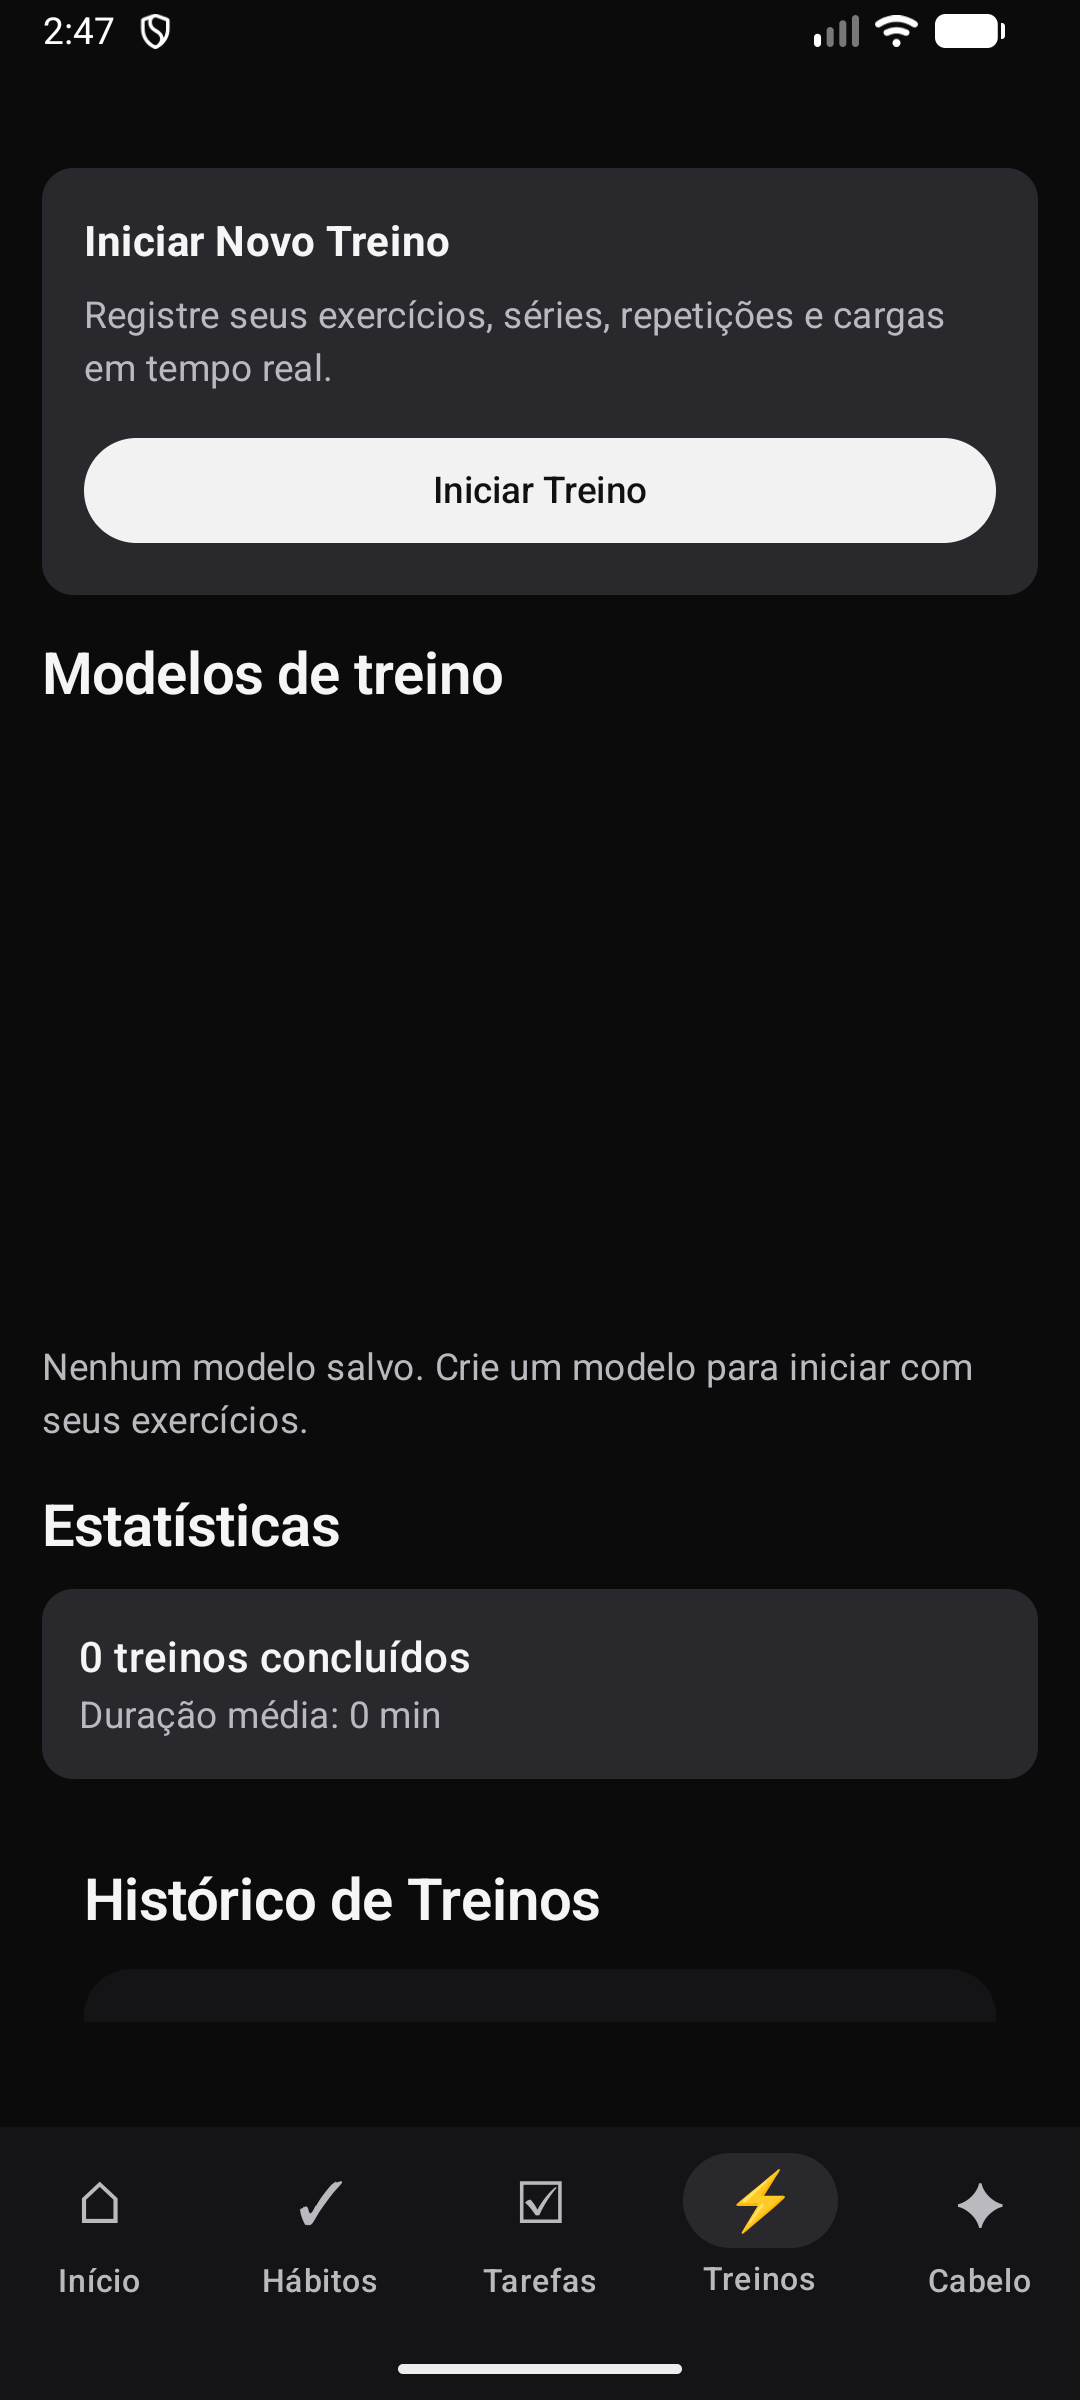 2:47
Iniciar Novo Treino
Registre seus exercícios, séries, repetições e cargas
em tempo real.
Iniciar Treino
Modelos de treino
Nenhum modelo salvo. Crie um modelo para iniciar com
seus exercícios.
Estatísticas
0 treinos concluídos
Duração média: 0 min
Histórico de Treinos
Início
Hábitos
Tarefas
Treinos
Cabelo